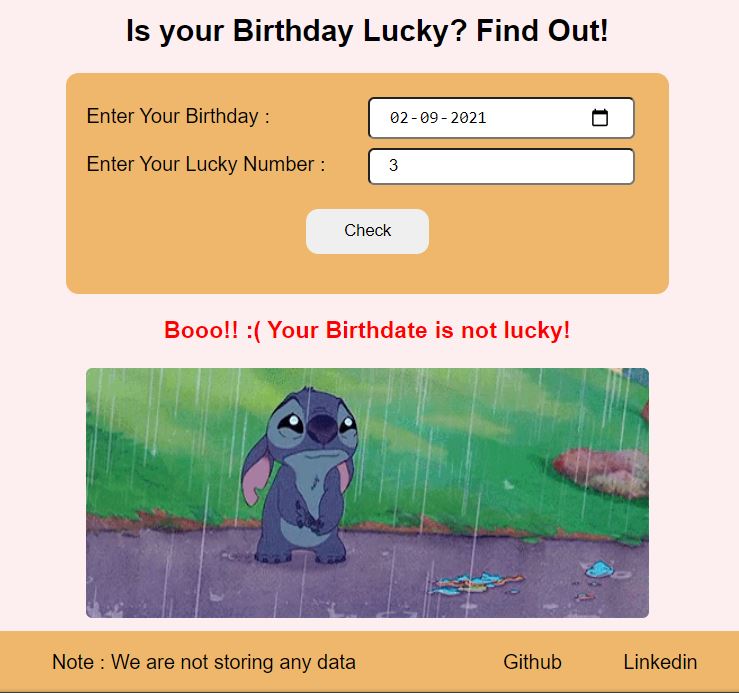 Is your Birthday Lucky? Find Out!
Enter Your Birthday : 02-09-2021
Enter Your Lucky Number : 3
Check
Booo!! :( Your Birthdate is not lucky!
Note : We are not storing any data Github Linkedin